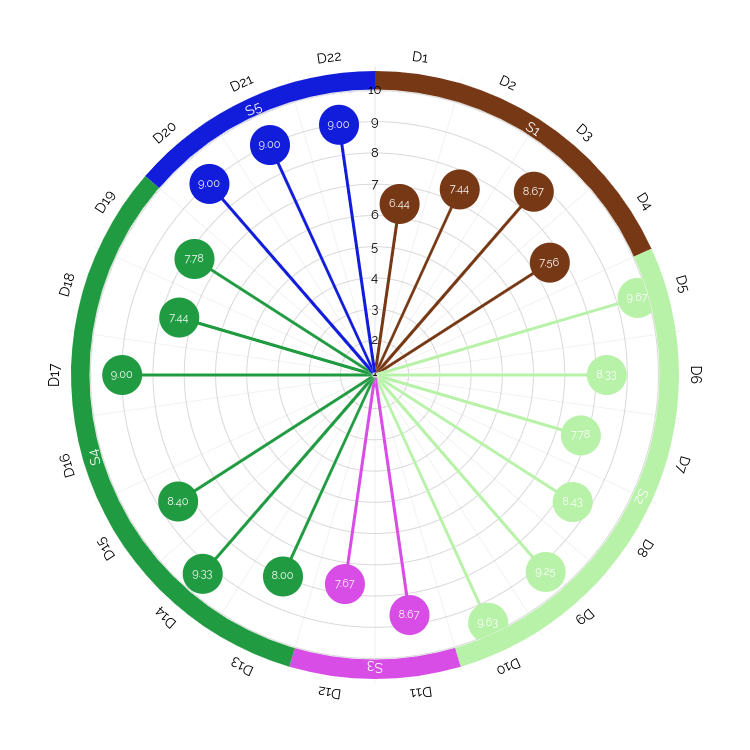 D1
D2
D3
D4
D5
D6
D7
D8
D9
D10
D11
D12
D13
D14
D15
D16
D17
D18
D19
D20
D21
D22
S1
S2
S3
S4
S5
10
9
8
7
6
5
4
3
2
1
6.44
7.44
8.67
7.56
9.67
8.33
7.78
8.43
9.25
9.63
8.67
7.67
8.00
9.33
8.40
9.00
7.44
7.78
9.00
9.00
9.00